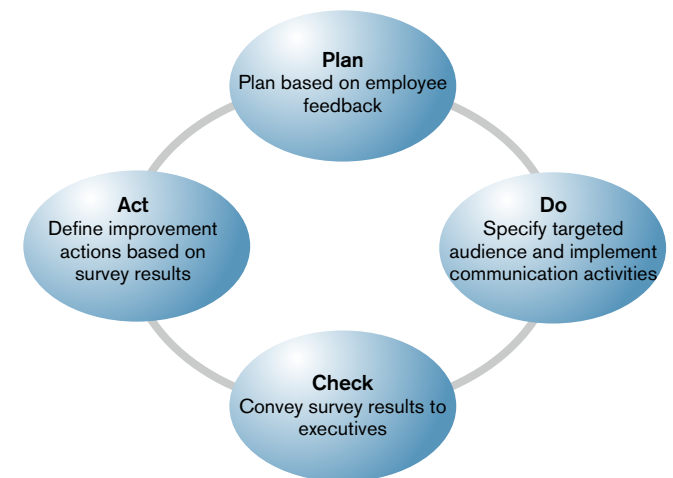 Plan
Plan based on employee
feedback
Act
Define improvement
actions based on
survey results
Do
Specify targeted
audience and implement
communication activities
Check
Convey survey results to
executives